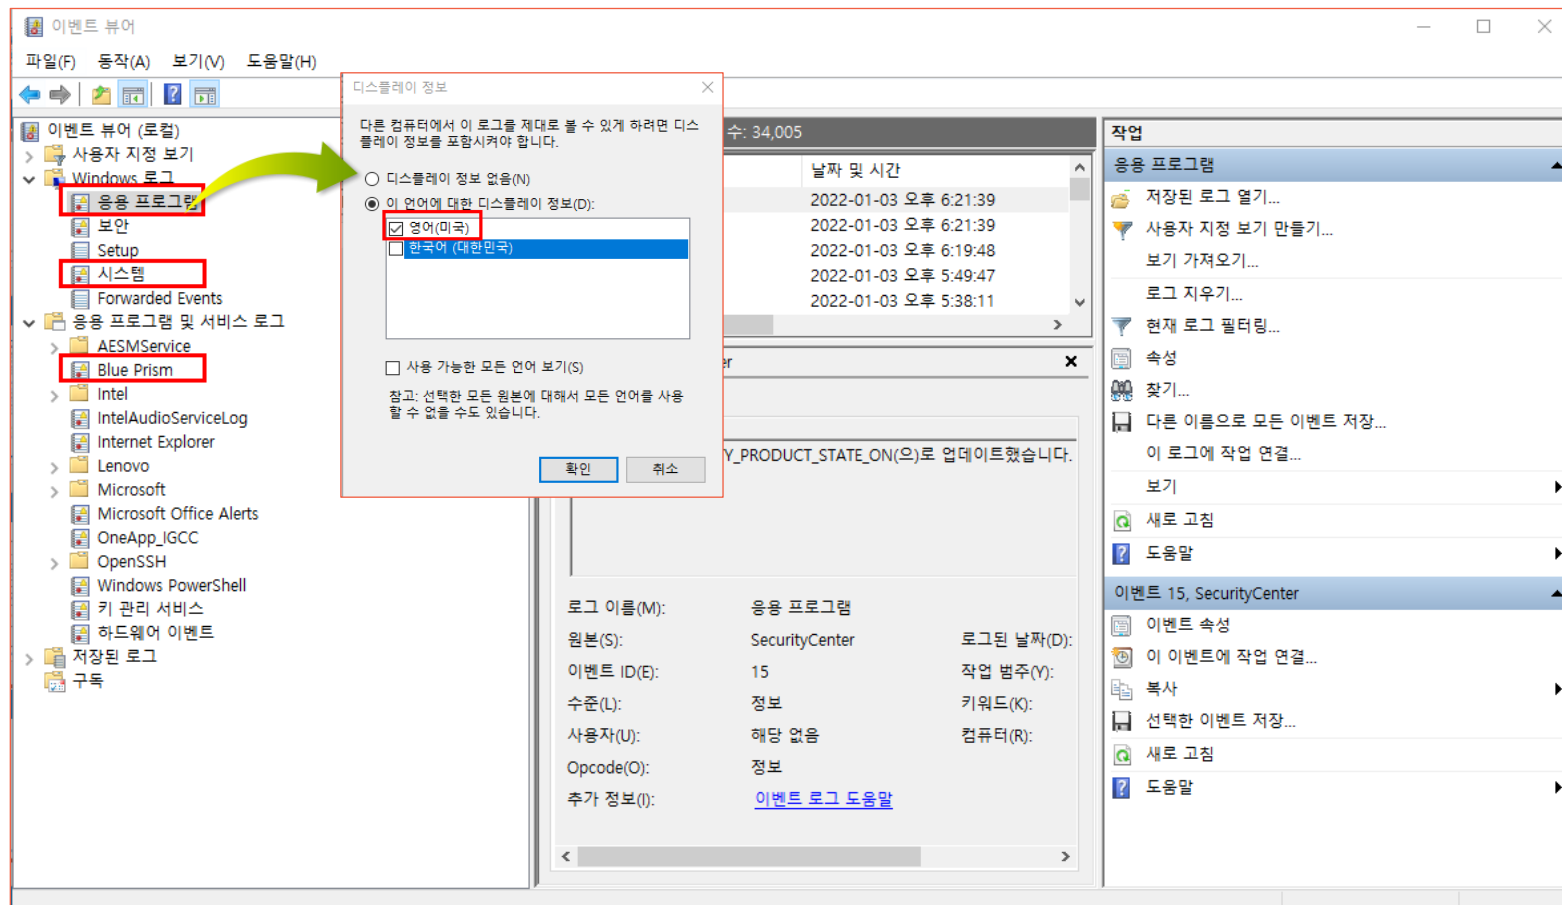 이벤트 뷰어
파일(F) 동작(A) 보기(V) 도움말(H)
이벤트 뷰어 (로컬)
사용자 지정 보기
Windows 로그
응용 프로그램
보안
Setup
시스템
Forwarded Events
응용 프로그램 및 서비스 로그
AESMService
Blue Prism
Intel
IntelAudioServiceLog
Internet Explorer
Lenovo
Microsoft
Microsoft Office Alerts
OneApp_IGCC
OpenSSH
Windows PowerShell
키 관리 서비스
하드웨어 이벤트
저장된 로그
구독
디스플레이 정보
다른 컴퓨터에서 이 로그를 제대로 볼 수 있게 하려면 디스
플레이 정보를 포함시켜야 합니다.
디스플레이 정보 없음(N)
이 언어에 대한 디스플레이 정보(D):
영어(미국)
한국어 (대한민국)
사용 가능한 모든 언어 보기(S)
참고: 선택한 모든 원본에 대해서 모든 언어를 사용
할 수 없을 수도 있습니다.
확인 취소
수: 34,005
날짜 및 시간
2022-01-03 오후 6:21:39
2022-01-03 오후 6:21:39
2022-01-03 오후 6:19:48
2022-01-03 오후 5:49:47
2022-01-03 오후 5:38:11
er
Y_PRODUCT_STATE_ON(으)로 업데이트했습니다.
로그 이름(M): 응용 프로그램
원본(S): SecurityCenter 로그된 날짜(D):
이벤트 ID(E): 15 작업 범주(Y):
수준(L): 정보 키워드(K):
사용자(U): 해당 없음 컴퓨터(R):
Opcode(O): 정보
추가 정보(I): 이벤트 로그 도움말
작업
응용 프로그램
저장된 로그 열기...
사용자 지정 보기 만들기...
보기 가져오기...
로그 지우기...
현재 로그 필터링...
속성
찾기...
다른 이름으로 모든 이벤트 저장...
이 로그에 작업 연결...
보기
새로 고침
도움말
이벤트 15, SecurityCenter
이벤트 속성
이 이벤트에 작업 연결...
복사
선택한 이벤트 저장...
새로 고침
도움말